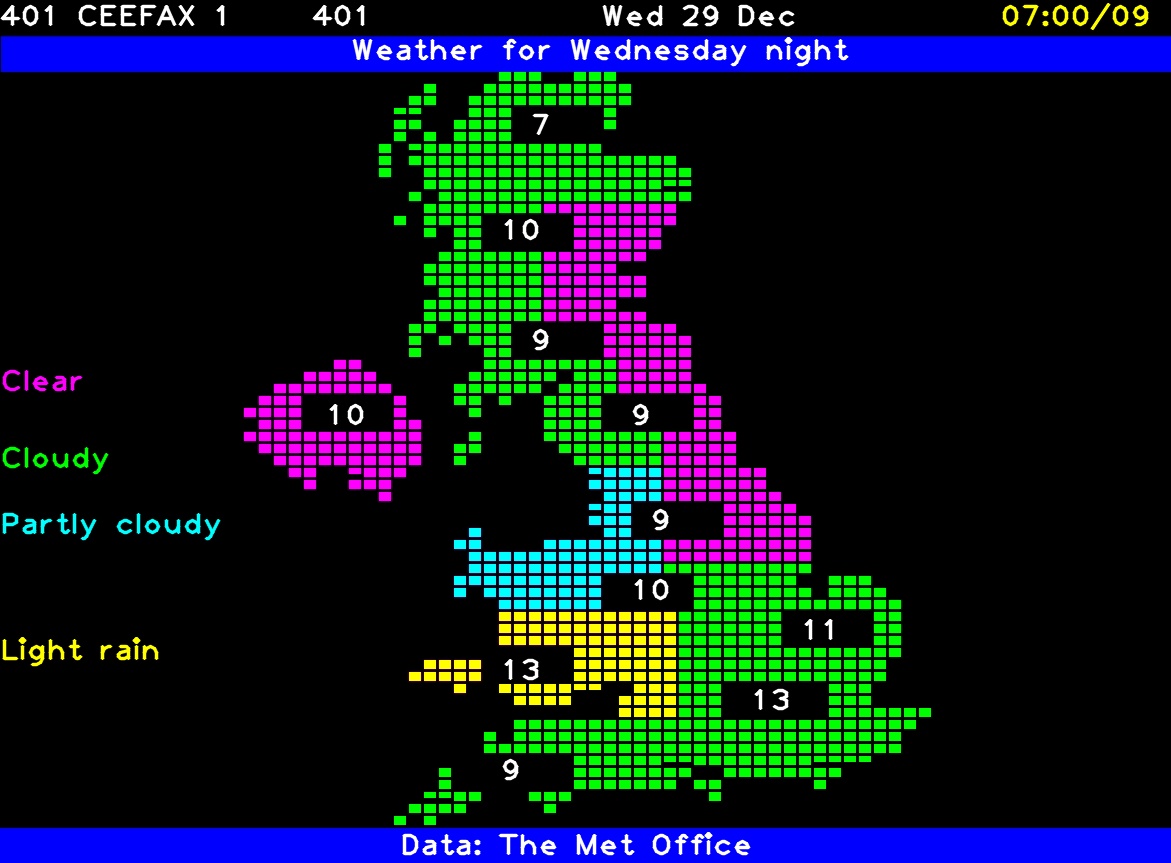 401 CEEFAX 1 401 Wed 29 Dec 07:00/09
Weather for Wednesday night
7
10
9
Clear
10 9
Cloudy
9
Partly cloudy
10
11
Light rain
13
13
9
Data: The Met Office